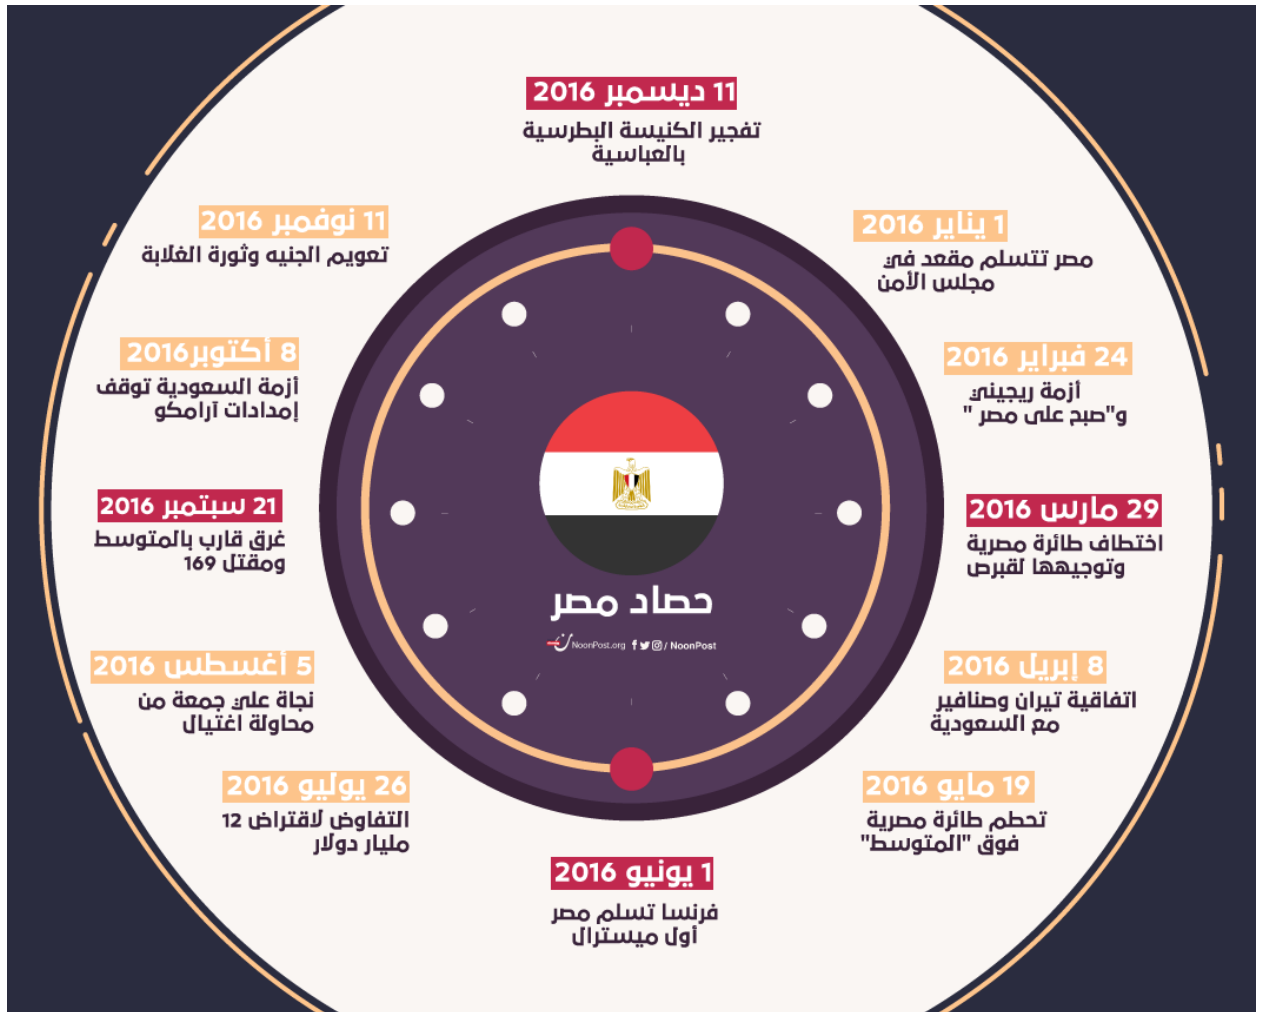 11 ديسمبر 2016
تفجير الكنيسة البطرسية
بالعباسية
1 يناير 2016
مصر تتسلم مقعد في
مجلس الأمن
24 فبراير 2016
أزمة ريجيني
و"صبح على مصر "
29 مارس 2016
اختطاف طائرة مصرية
وتوجيهها لقبرص
8 إبريل 2016
اتفاقية تيران وصنافير
مع السعودية
19 مايو 2016
تحطم طائرة مصرية
فوق "المتوسط"
1 يونيو 2016
فرنسا تسلم مصر
أول ميسترال
26 يوليو 2016
التفاوض لاقتراض 12
مليار دولار
5 أغسطس 2016
نجاة علي جمعة من
محاولة اغتيال
21 سبتمبر 2016
غرق قارب بالمتوسط
ومقتل 169
8 أكتوبر2016
أزمة السعودية توقف
إمدادات آرامكو
11 نوفمبر 2016
تعويم الجنيه وثورة الغلابة
حصاد مصر
NoonPost.org / NoonPost